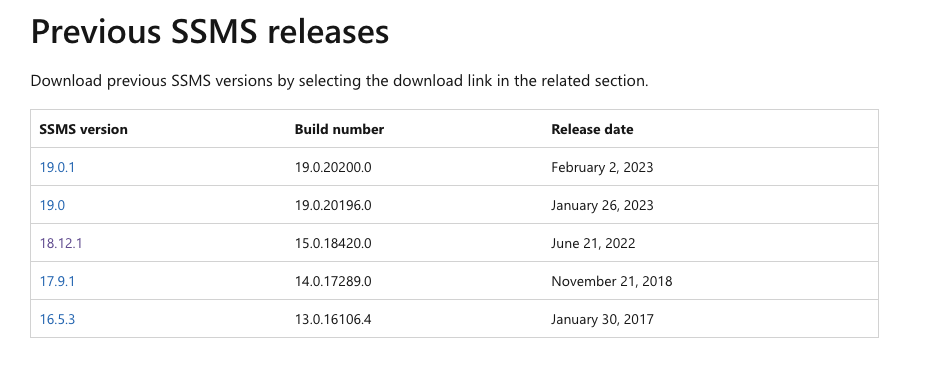 Previous SSMS releases
Download previous SSMS versions by selecting the download link in the related section.
SSMS version Build number Release date
19.0.1 19.0.20200.0 February 2, 2023
19.0 19.0.20196.0 January 26, 2023
18.12.1 15.0.18420.0 June 21, 2022
17.9.1 14.0.17289.0 November 21, 2018
16.5.3 13.0.16106.4 January 30, 2017